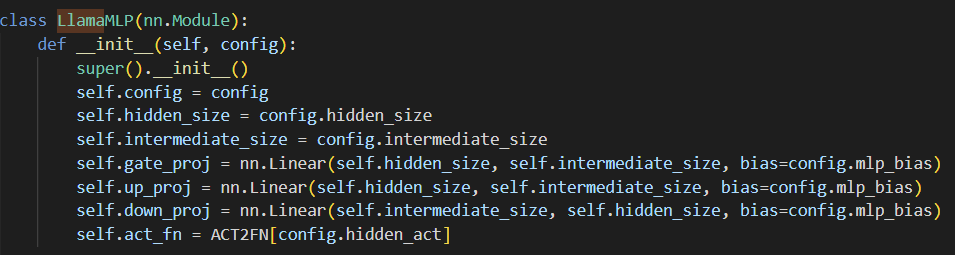 class LlamaMLP(nn.Module):
    def __init__(self, config):
        super().__init__()
        self.config = config
        self.hidden_size = config.hidden_size
        self.intermediate_size = config.intermediate_size
        self.gate_proj = nn.Linear(self.hidden_size, self.intermediate_size, bias=config.mlp_bias)
        self.up_proj = nn.Linear(self.hidden_size, self.intermediate_size, bias=config.mlp_bias)
        self.down_proj = nn.Linear(self.intermediate_size, self.hidden_size, bias=config.mlp_bias)
        self.act_fn = ACT2FN[config.hidden_act]